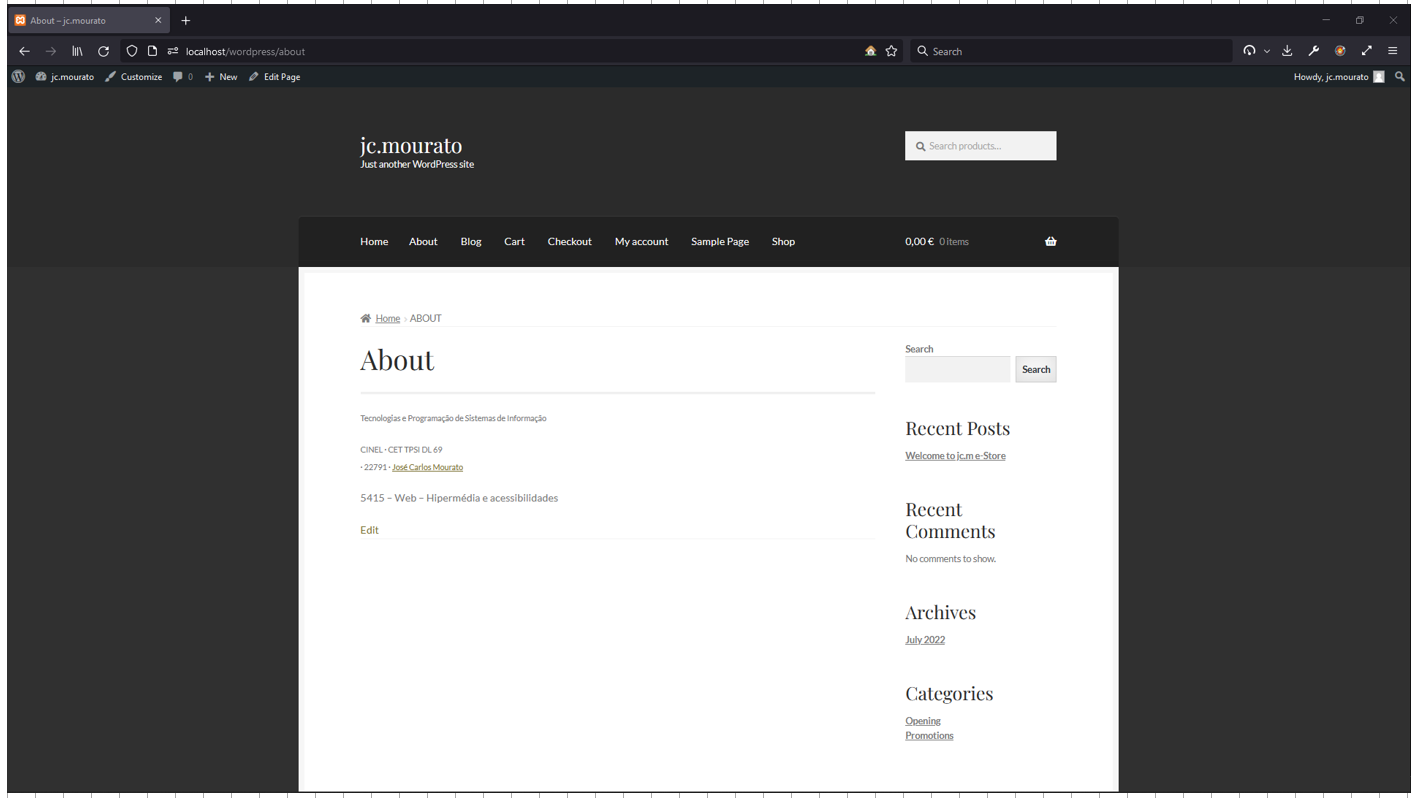 About – jc.mourato
localhost/wordpress/about
Search
jc.mourato
Customize
0
New
Edit Page
Howdy, jc.mourato
jc.mourato
Just another WordPress site
Search products…
Home
About
Blog
Cart
Checkout
My account
Sample Page
Shop
0,00 € 0 items
Home › ABOUT
About
Tecnologias e Programação de Sistemas de Informação
CINEL · CET TPSI DL 69
· 22791 · José Carlos Mourato
5415 – Web – Hipermédia e acessibilidades
Edit
Search
Search
Recent Posts
Welcome to jc.m e-Store
Recent
Comments
No comments to show.
Archives
July 2022
Categories
Opening
Promotions